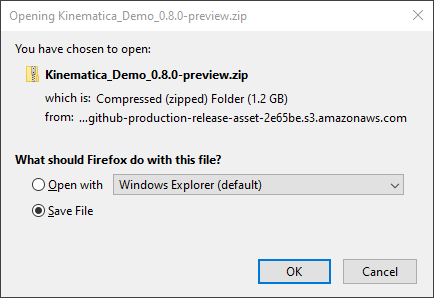 Opening Kinematica_Demo_0.8.0-preview.zip
You have chosen to open:
Kinematica_Demo_0.8.0-preview.zip
which is: Compressed (zipped) Folder (1.2 GB)
from: ...github-production-release-asset-2e65be.s3.amazonaws.com
What should Firefox do with this file?
Open with Windows Explorer (default)
Save File
OK Cancel